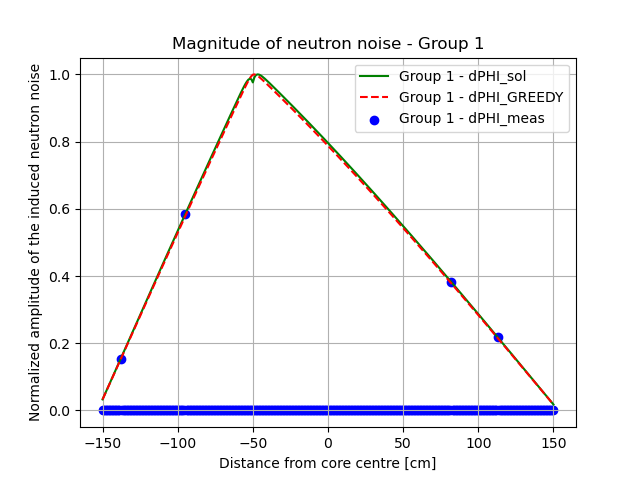 Magnitude of neutron noise - Group 1
Normalized amplitude of the induced neutron noise
1.0
0.8
0.6
0.4
0.2
0.0
Group 1 - dPHI_sol
Group 1 - dPHI_GREEDY
Group 1 - dPHI_meas
−150 −100 −50 0 50 100 150
Distance from core centre [cm]